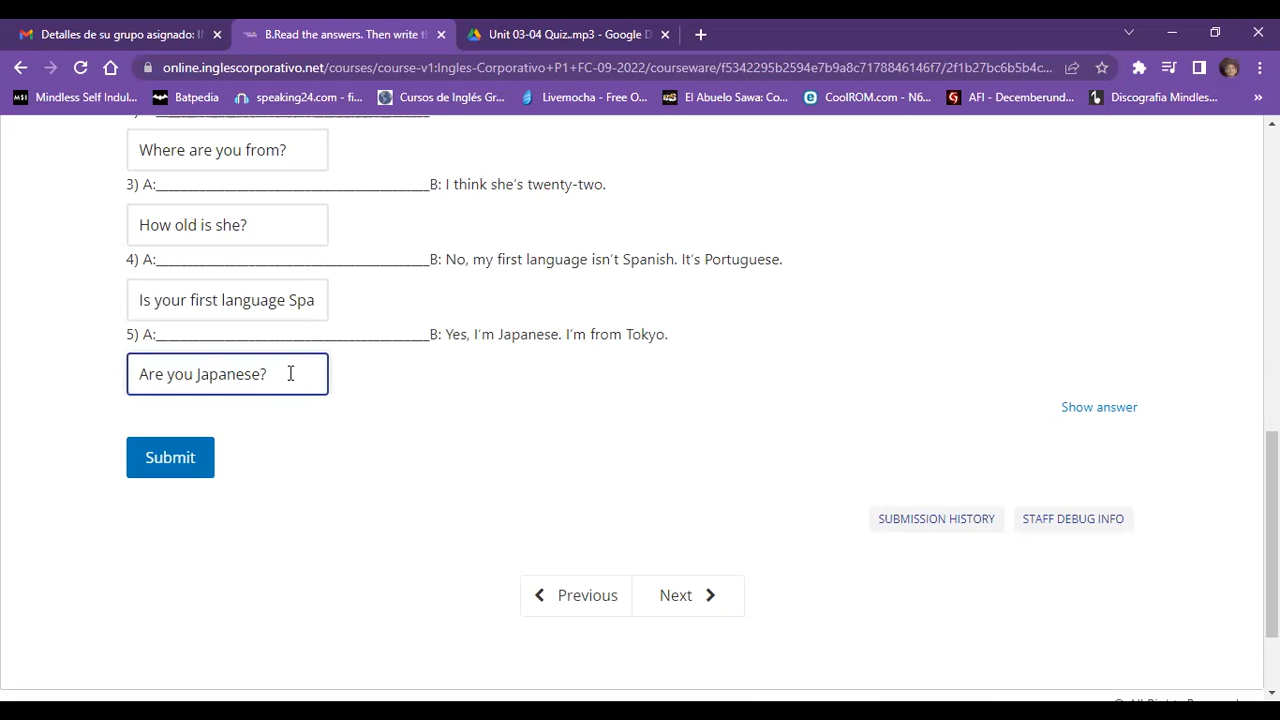 Detalles de su grupo asignado: I
B.Read the answers. Then write t
Unit 03-04 Quiz..mp3 - Google D
online.inglescorporativo.net/courses/course-v1:Ingles-Corporativo+P1+FC-09-2022/courseware/f5342295b2594e7b9a8c7178846146f7/2f1b27bc6b5b4c...
Mindless Self Indul...
Batpedia
speaking24.com - fi...
Cursos de Inglés Gr...
Livemocha - Free O...
El Abuelo Sawa: Co...
CoolROM.com - N6...
AFI - Decemberund...
Discografia Mindles...
Where are you from?
3) A:________________________________________B: I think she's twenty-two.
How old is she?
4) A:________________________________________B: No, my first language isn't Spanish. It's Portuguese.
Is your first language Spa
5) A:________________________________________B: Yes, I'm Japanese. I'm from Tokyo.
Are you Japanese?
Show answer
Submit
SUBMISSION HISTORY
STAFF DEBUG INFO
Previous
Next